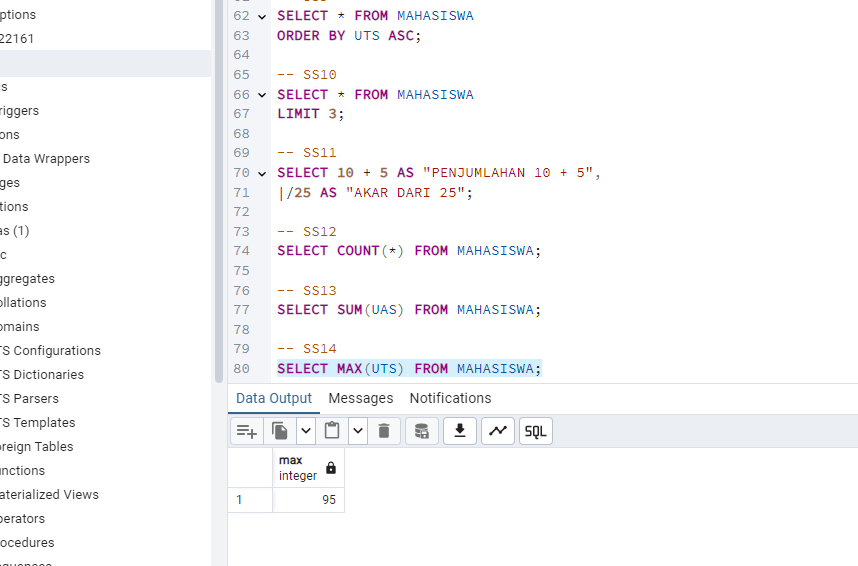 ptions
22161
s
riggers
ons
Data Wrappers
ges
tions
as (1)
c
ggregates
ollations
omains
TS Configurations
TS Dictionaries
TS Parsers
TS Templates
oreign Tables
unctions
aterialized Views
perators
ocedures
62 SELECT * FROM MAHASISWA
63 ORDER BY UTS ASC;
64
65 -- SS10
66 SELECT * FROM MAHASISWA
67 LIMIT 3;
68
69 -- SS11
70 SELECT 10 + 5 AS "PENJUMLAHAN 10 + 5",
71 |/25 AS "AKAR DARI 25";
72
73 -- SS12
74 SELECT COUNT(*) FROM MAHASISWA;
75
76 -- SS13
77 SELECT SUM(UAS) FROM MAHASISWA;
78
79 -- SS14
80 SELECT MAX(UTS) FROM MAHASISWA;
Data Output Messages Notifications
SQL
max
integer
1 95